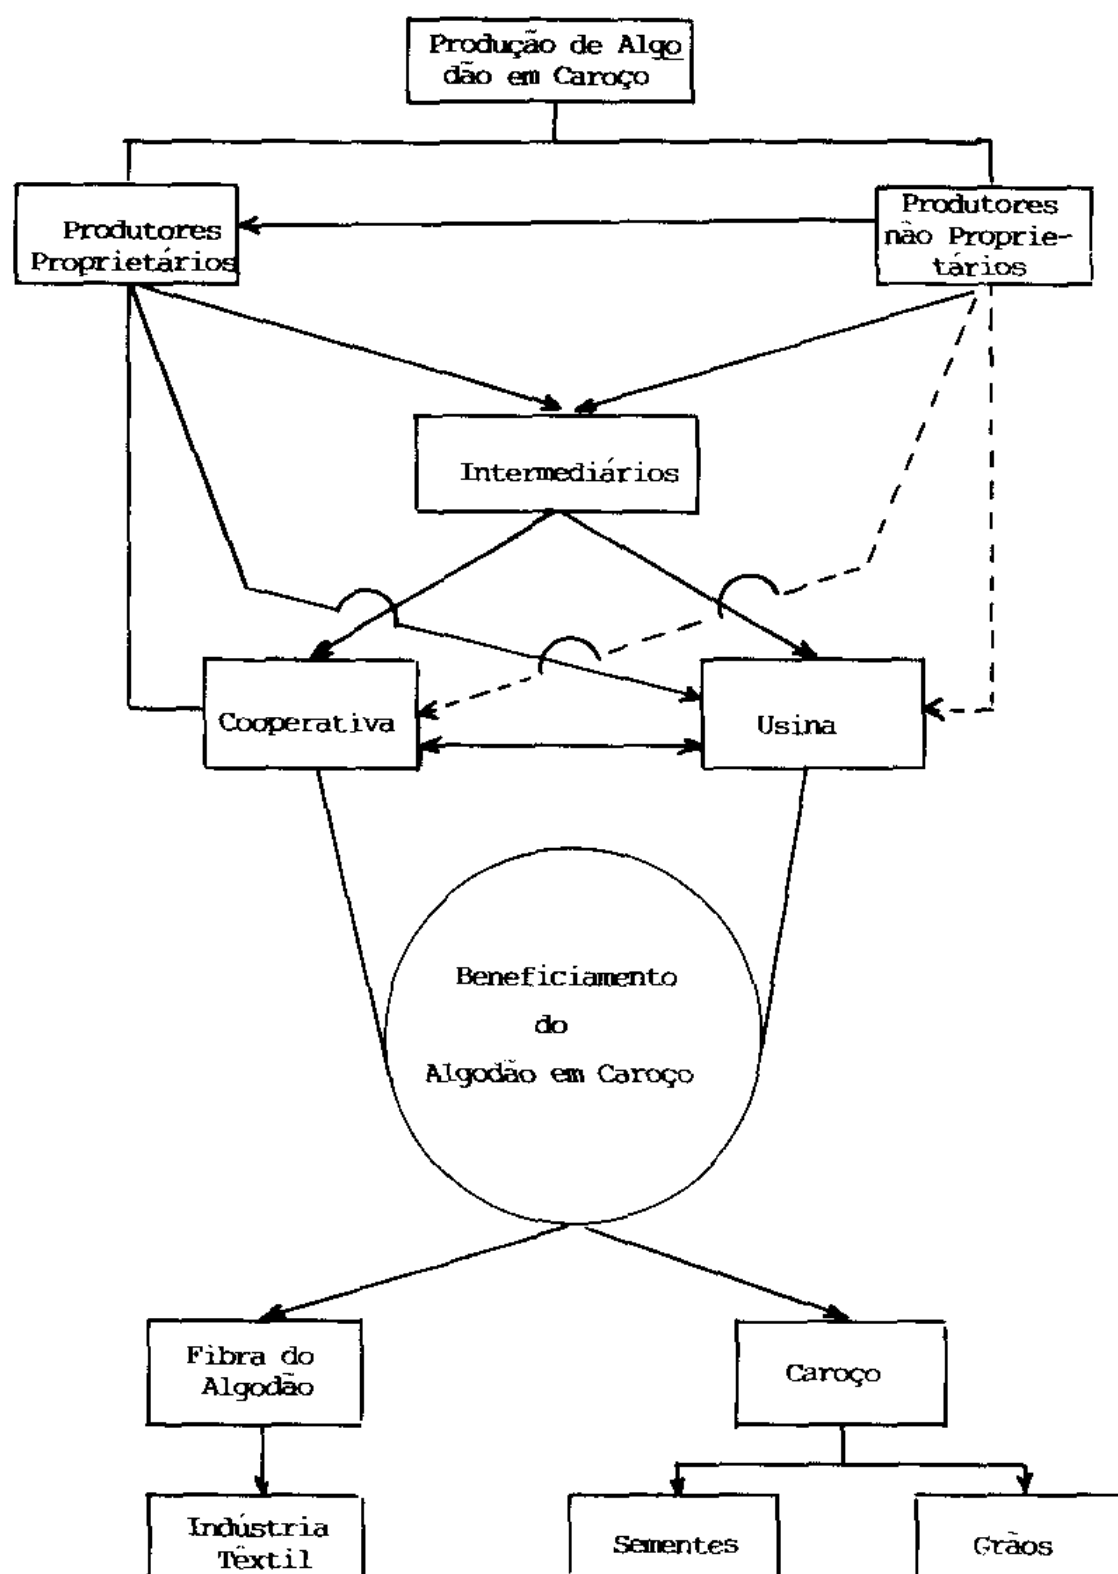 Produção de Algo
dão em Caroço
Produtores
Proprietários
Produtores
não Proprie-
tários
Intermediários
Cooperativa
Usina
Beneficiamento
do
Algodão em Caroço
Fibra do
Algodão
Caroço
Indústria
Têxtil
Sementes
Grãos